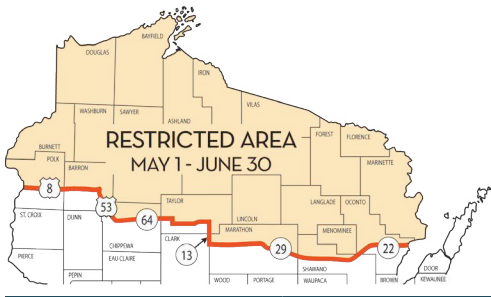 BAYFIELD
DOUGLAS
IRON
VILAS
WASHBURN
SAWYER
ASHLAND
FOREST
FLORENCE
RESTRICTED AREA
MAY 1 - JUNE 30
BURNETT
POLK
BARRON
MARINETTE
8
53
64
TAYLOR
LINCOLN
LANGLADE
OCONTO
ST. CROIX
DUNN
CHIPPEWA
CLARK
MARATHON
MENOMINEE
13
29
22
PIERCE
EAU CLAIRE
PEPIN
WOOD
PORTAGE
SHAWANO
WAUPACA
BROWN
DOOR
KEWAUNEE